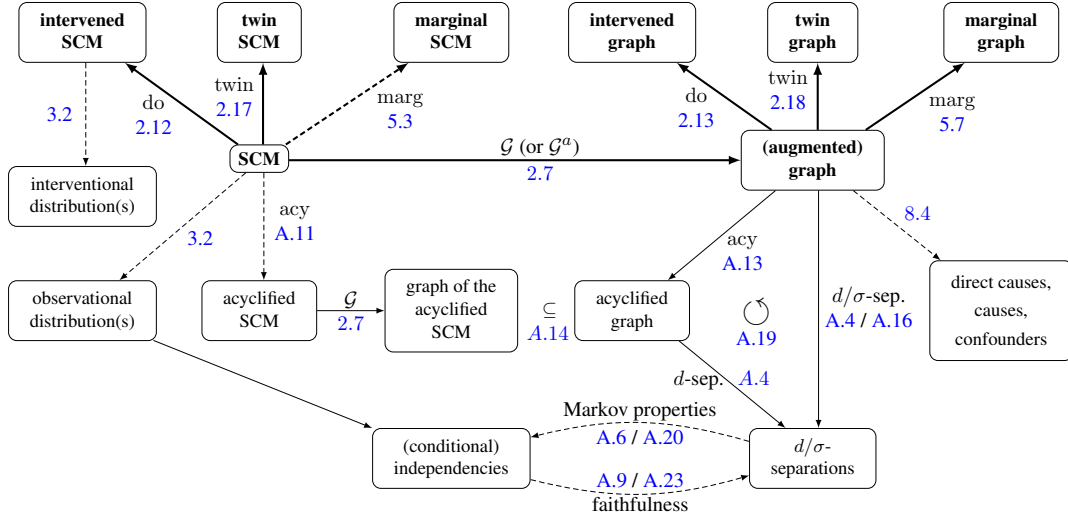 intervened
SCM
twin
SCM
marginal
SCM
intervened
graph
twin
graph
marginal
graph
3.2
do
2.12
twin
2.17
marg
5.3
do
2.13
twin
2.18
marg
5.7
SCM
𝒢 (or 𝒢ᵃ)
2.7
(augmented)
graph
interventional
distribution(s)
3.2
acy
A.11
acy
A.13
8.4
observational
distribution(s)
acyclified
SCM
𝒢
2.7
graph of the
acyclified
SCM
⊆
A.14
acyclified
graph
A.19
d/σ-sep.
A.4 / A.16
direct causes,
causes,
confounders
d-sep. A.4
Markov properties
A.6 / A.20
(conditional)
independencies
d/σ-
separations
A.9 / A.23
faithfulness